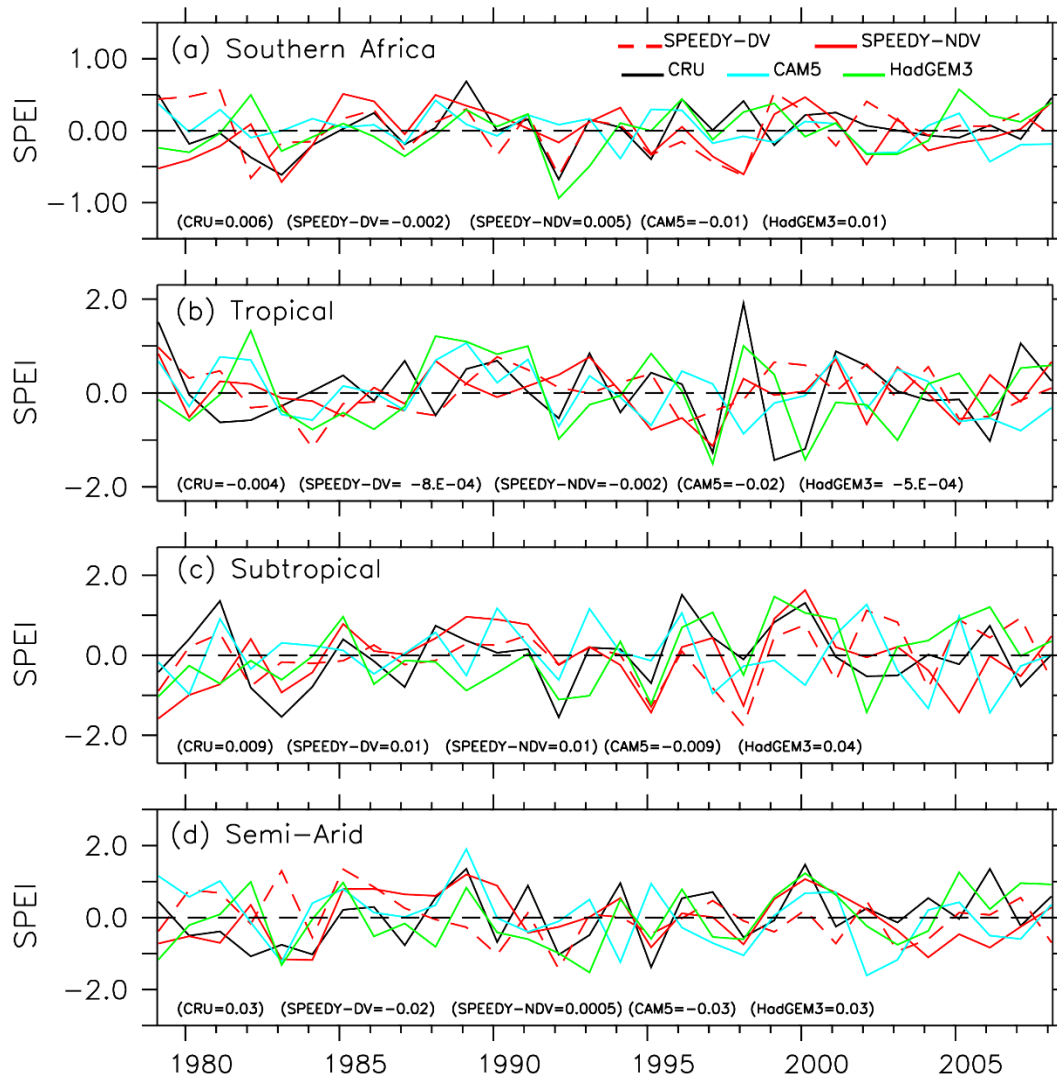 (a) Southern Africa
SPEEDY-DV SPEEDY-NDV
CRU CAM5 HadGEM3
SPEI
1.00
0.00
-1.00
(CRU=0.006) (SPEEDY-DV=-0.002) (SPEEDY-NDV=0.005) (CAM5=-0.01) (HadGEM3=0.01)
(b) Tropical
SPEI
2.0
0.0
-2.0
(CRU=-0.004) (SPEEDY-DV= -8.E-04) (SPEEDY-NDV=-0.002) (CAM5=-0.02) (HadGEM3= -5.E-04)
(c) Subtropical
SPEI
2.0
0.0
-2.0
(CRU=0.009) (SPEEDY-DV=0.01) (SPEEDY-NDV=0.01) (CAM5=-0.009) (HadGEM3=0.04)
(d) Semi-Arid
SPEI
2.0
0.0
-2.0
(CRU=0.03) (SPEEDY-DV=-0.02) (SPEEDY-NDV=0.0005) (CAM5=-0.03) (HadGEM3=0.03)
1980 1985 1990 1995 2000 2005